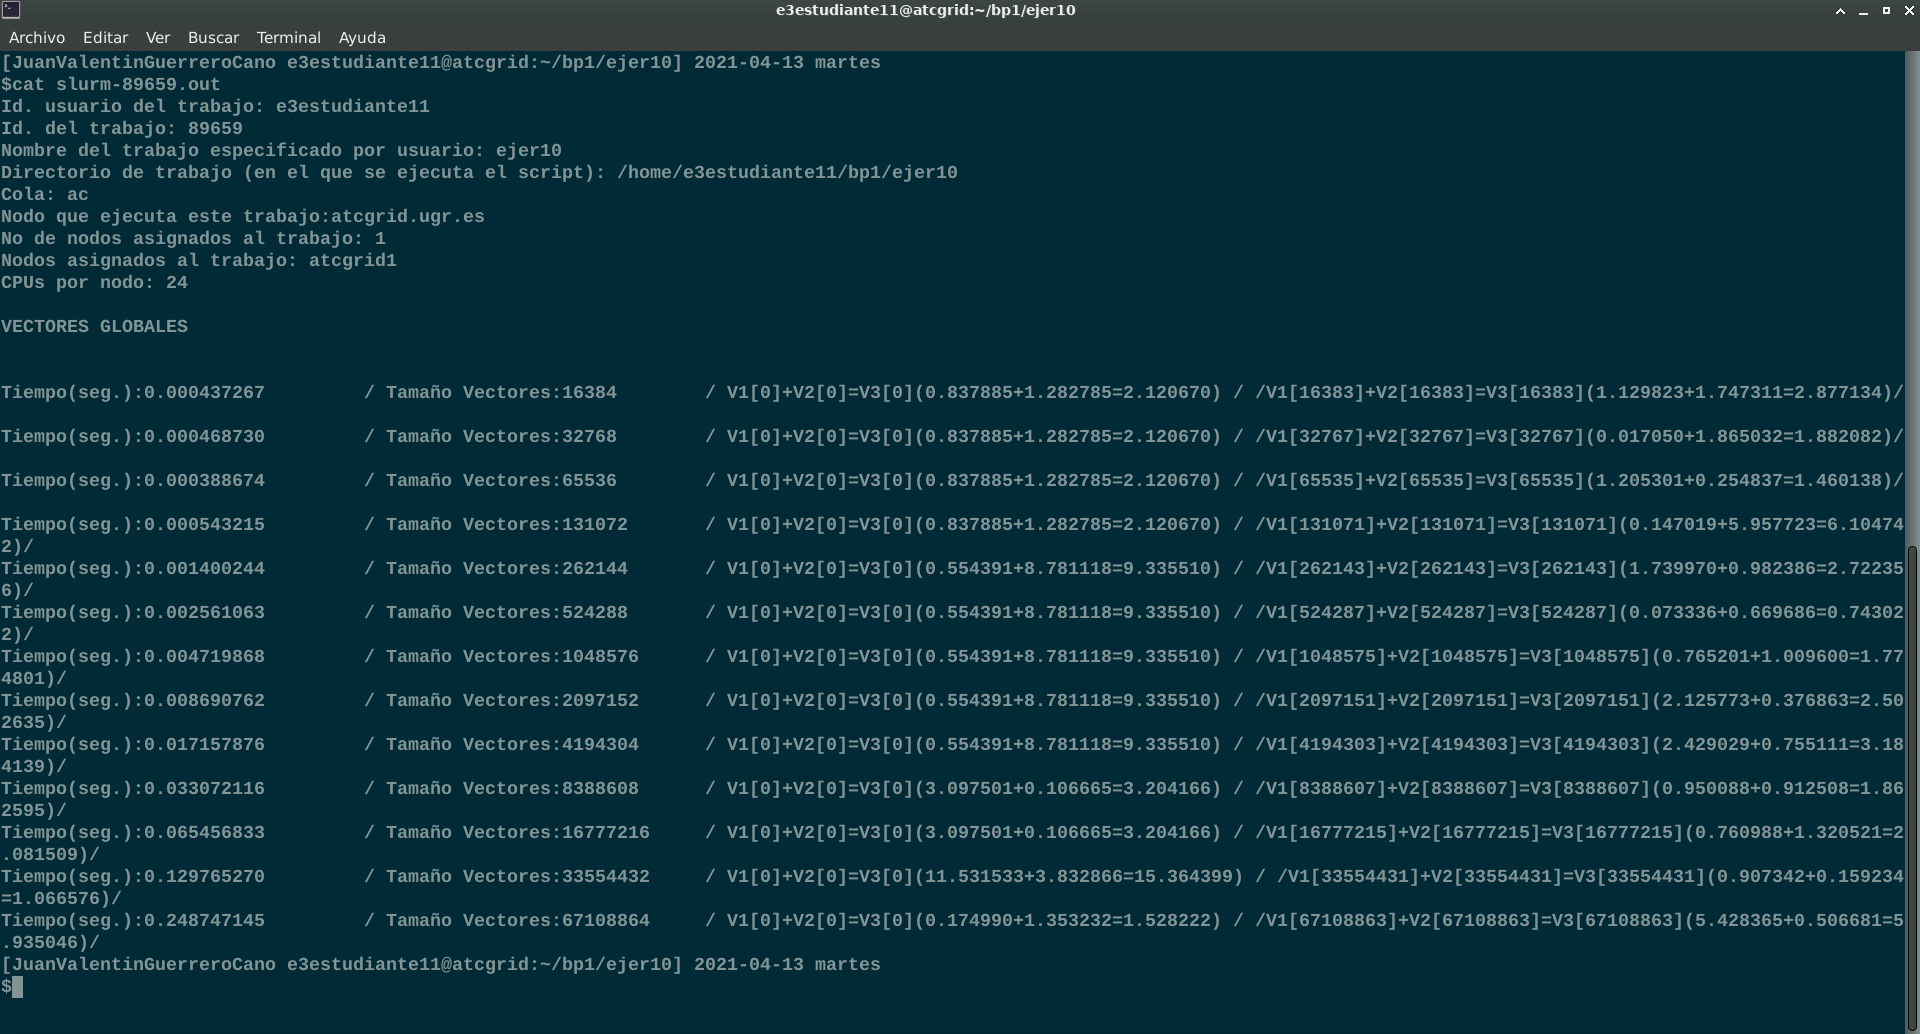 e3estudiante11@atcgrid:~/bp1/ejer10
Archivo Editar Ver Buscar Terminal Ayuda
[JuanValentinGuerreroCano e3estudiante11@atcgrid:~/bp1/ejer10] 2021-04-13 martes
$cat slurm-89659.out
Id. usuario del trabajo: e3estudiante11
Id. del trabajo: 89659
Nombre del trabajo especificado por usuario: ejer10
Directorio de trabajo (en el que se ejecuta el script): /home/e3estudiante11/bp1/ejer10
Cola: ac
Nodo que ejecuta este trabajo:atcgrid.ugr.es
No de nodos asignados al trabajo: 1
Nodos asignados al trabajo: atcgrid1
CPUs por nodo: 24
VECTORES GLOBALES
Tiempo(seg.):0.000437267 / Tamaño Vectores:16384 / V1[0]+V2[0]=V3[0](0.837885+1.282785=2.120670) / /V1[16383]+V2[16383]=V3[16383](1.129823+1.747311=2.877134)/
Tiempo(seg.):0.000468730 / Tamaño Vectores:32768 / V1[0]+V2[0]=V3[0](0.837885+1.282785=2.120670) / /V1[32767]+V2[32767]=V3[32767](0.017050+1.865032=1.882082)/
Tiempo(seg.):0.000388674 / Tamaño Vectores:65536 / V1[0]+V2[0]=V3[0](0.837885+1.282785=2.120670) / /V1[65535]+V2[65535]=V3[65535](1.205301+0.254837=1.460138)/
Tiempo(seg.):0.000543215 / Tamaño Vectores:131072 / V1[0]+V2[0]=V3[0](0.837885+1.282785=2.120670) / /V1[131071]+V2[131071]=V3[131071](0.147019+5.957723=6.10474
2)/
Tiempo(seg.):0.001400244 / Tamaño Vectores:262144 / V1[0]+V2[0]=V3[0](0.554391+8.781118=9.335510) / /V1[262143]+V2[262143]=V3[262143](1.739970+0.982386=2.72235
6)/
Tiempo(seg.):0.002561063 / Tamaño Vectores:524288 / V1[0]+V2[0]=V3[0](0.554391+8.781118=9.335510) / /V1[524287]+V2[524287]=V3[524287](0.073336+0.669686=0.74302
2)/
Tiempo(seg.):0.004719868 / Tamaño Vectores:1048576 / V1[0]+V2[0]=V3[0](0.554391+8.781118=9.335510) / /V1[1048575]+V2[1048575]=V3[1048575](0.765201+1.009600=1.77
4801)/
Tiempo(seg.):0.008690762 / Tamaño Vectores:2097152 / V1[0]+V2[0]=V3[0](0.554391+8.781118=9.335510) / /V1[2097151]+V2[2097151]=V3[2097151](2.125773+0.376863=2.50
2635)/
Tiempo(seg.):0.017157876 / Tamaño Vectores:4194304 / V1[0]+V2[0]=V3[0](0.554391+8.781118=9.335510) / /V1[4194303]+V2[4194303]=V3[4194303](2.429029+0.755111=3.18
4139)/
Tiempo(seg.):0.033072116 / Tamaño Vectores:8388608 / V1[0]+V2[0]=V3[0](3.097501+0.106665=3.204166) / /V1[8388607]+V2[8388607]=V3[8388607](0.950088+0.912508=1.86
2595)/
Tiempo(seg.):0.065456833 / Tamaño Vectores:16777216 / V1[0]+V2[0]=V3[0](3.097501+0.106665=3.204166) / /V1[16777215]+V2[16777215]=V3[16777215](0.760988+1.320521=2
.081509)/
Tiempo(seg.):0.129765270 / Tamaño Vectores:33554432 / V1[0]+V2[0]=V3[0](11.531533+3.832866=15.364399) / /V1[33554431]+V2[33554431]=V3[33554431](0.907342+0.159234
=1.066576)/
Tiempo(seg.):0.248747145 / Tamaño Vectores:67108864 / V1[0]+V2[0]=V3[0](0.174990+1.353232=1.528222) / /V1[67108863]+V2[67108863]=V3[67108863](5.428365+0.506681=5
.935046)/
[JuanValentinGuerreroCano e3estudiante11@atcgrid:~/bp1/ejer10] 2021-04-13 martes
$